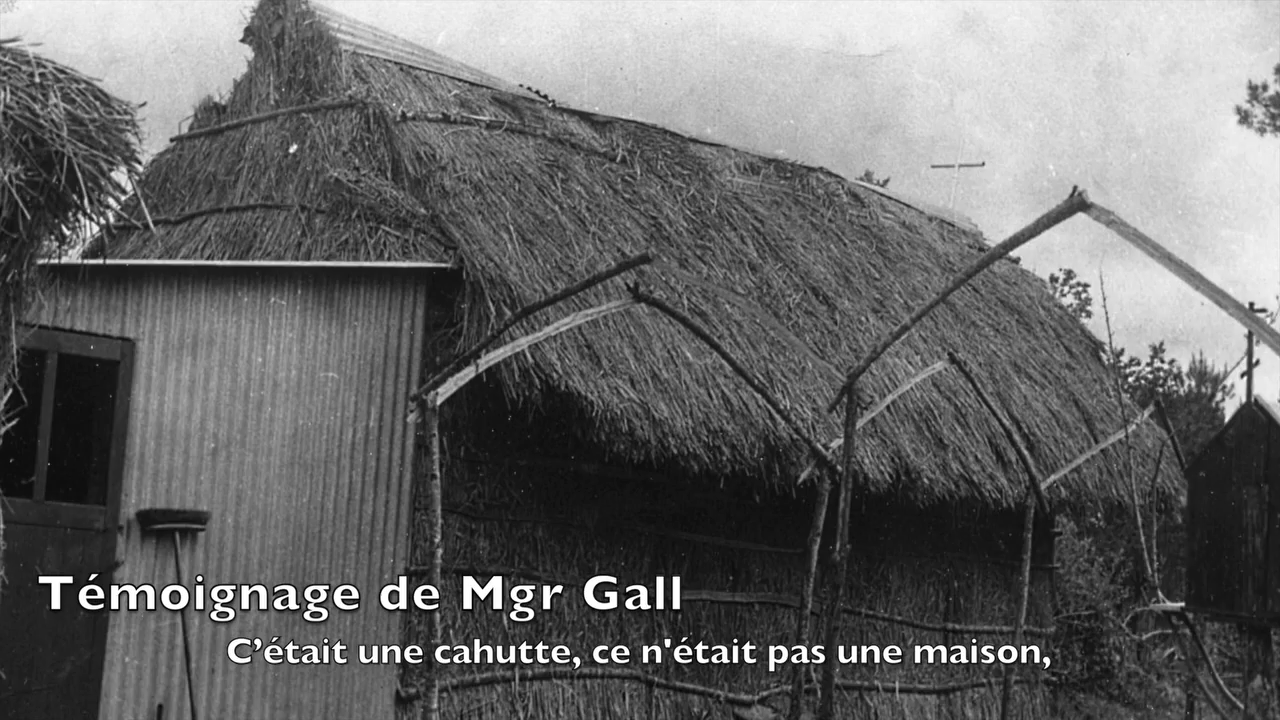 Témoignage de Mgr Gall
C’était une cahutte, ce n'était pas une maison,